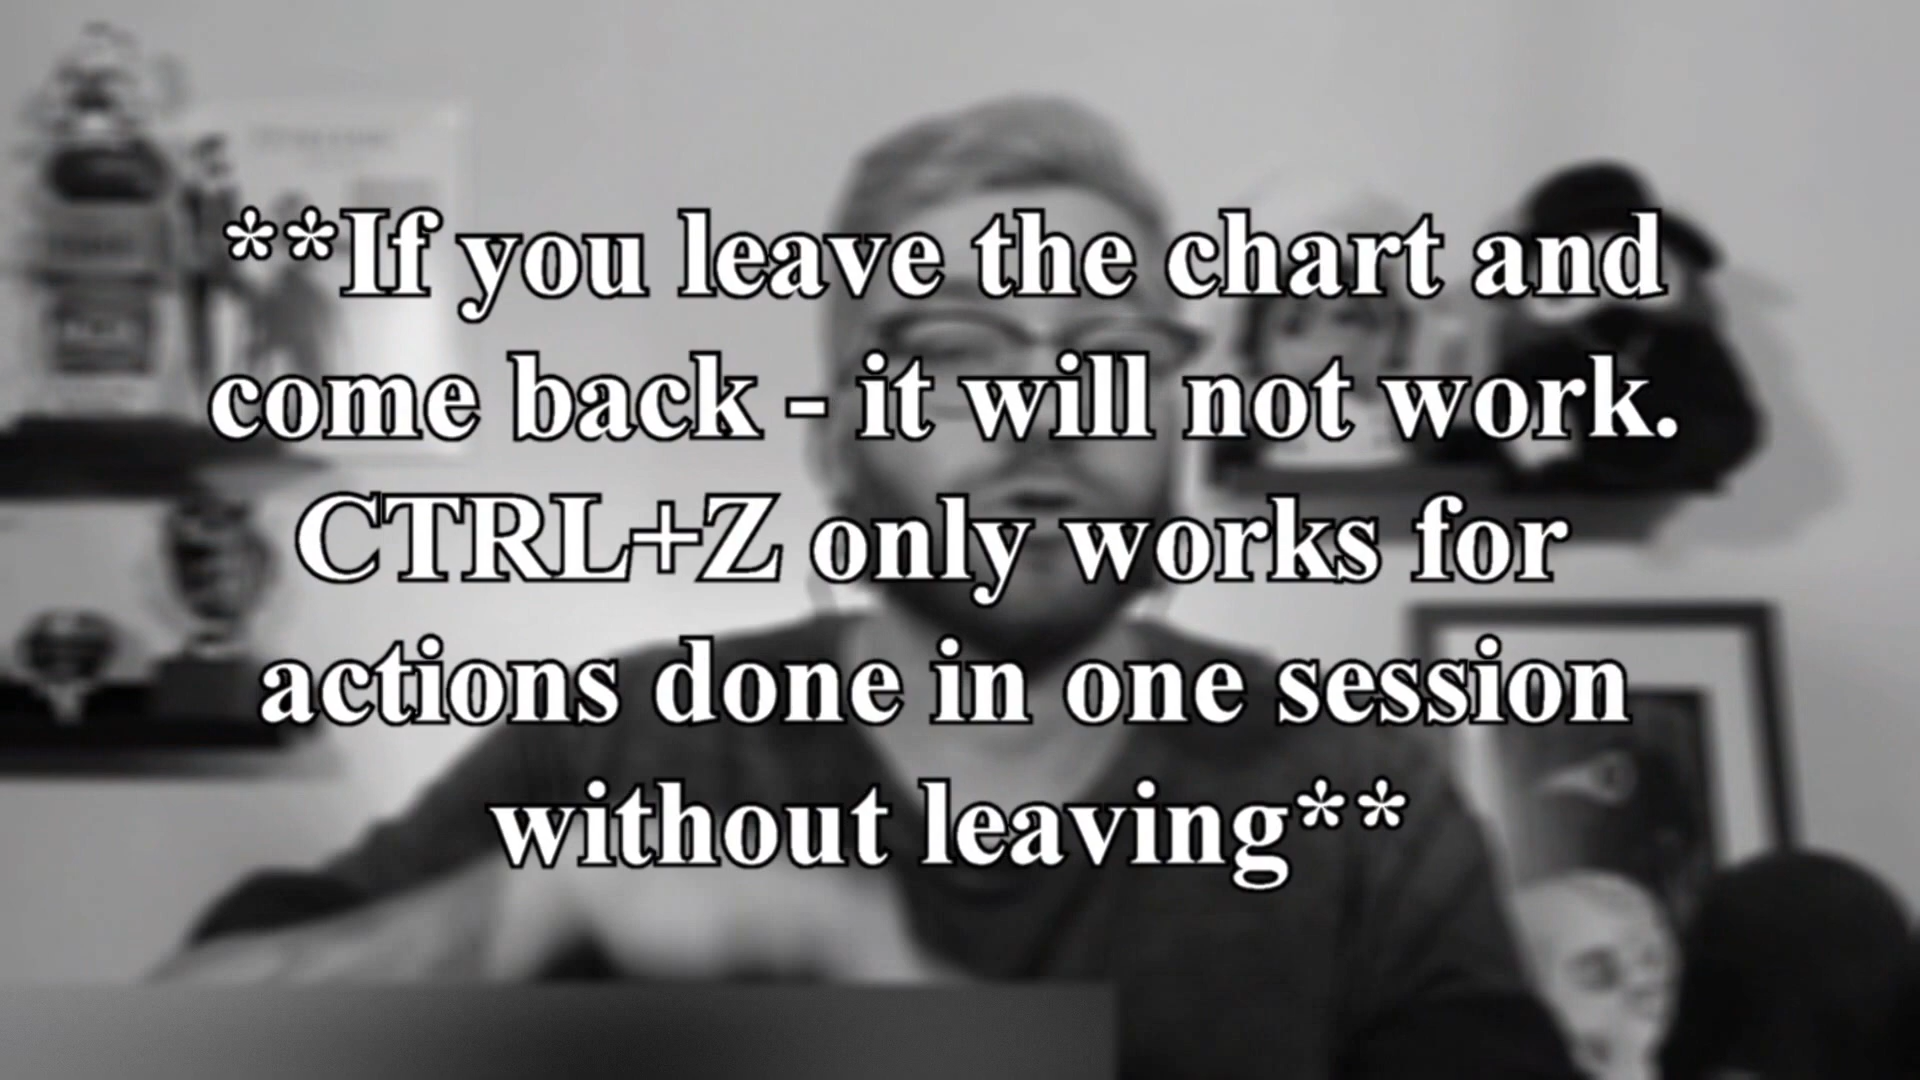 **If you leave the chart and
come back - it will not work.
CTRL+Z only works for
actions done in one session
without leaving**